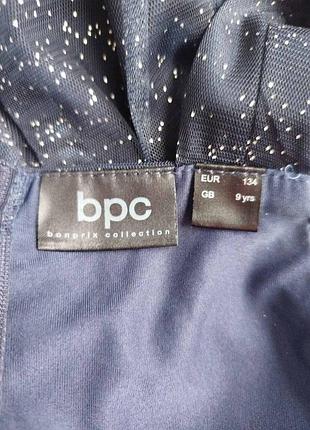 bpc
bonprix collection
EUR 134
GB 9 yrs